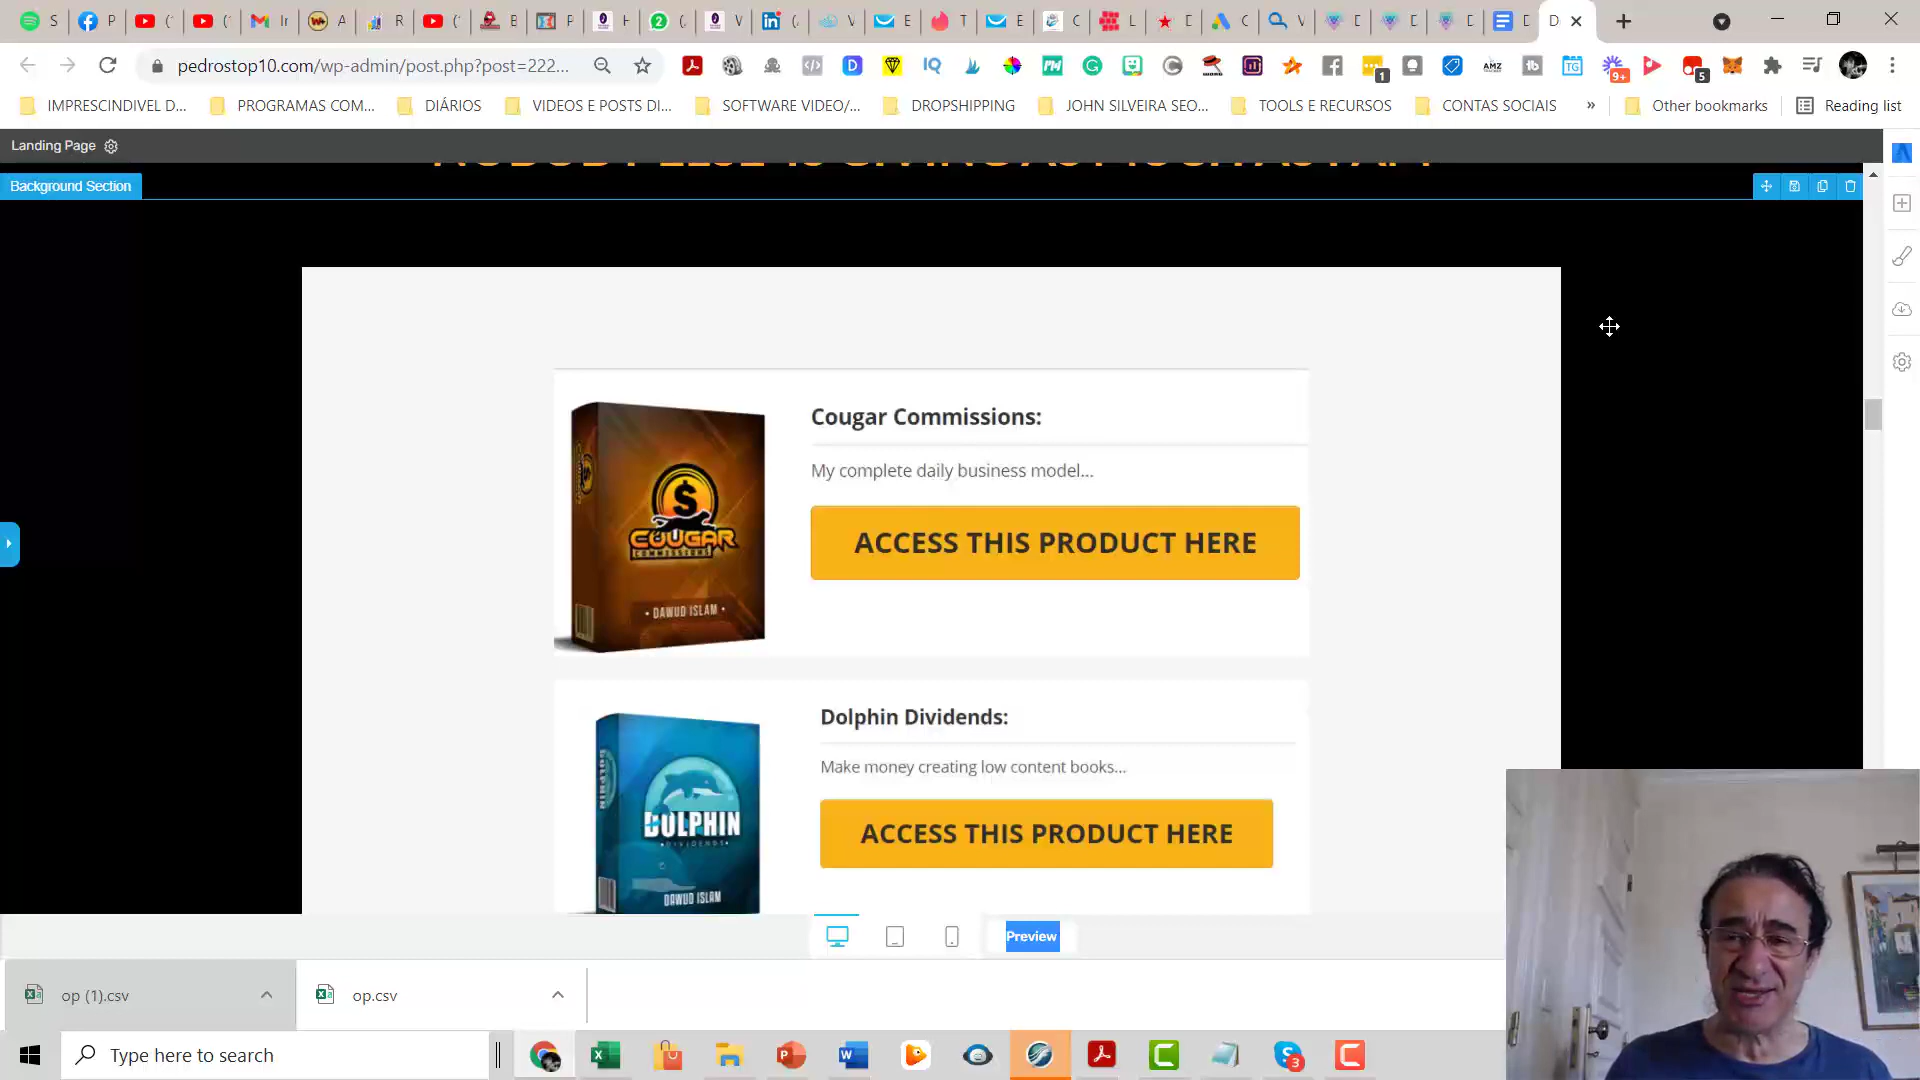 pedrostop10.com/wp-admin/post.php?post=222...
IMPRESCINDIVEL D...
PROGRAMAS COM...
DIÁRIOS
VIDEOS E POSTS DI...
SOFTWARE VIDEO/...
DROPSHIPPING
JOHN SILVEIRA SEO...
TOOLS E RECURSOS
CONTAS SOCIAIS
»
Other bookmarks
Reading list
Landing Page
Background Section
Cougar Commissions:
My complete daily business model...
ACCESS THIS PRODUCT HERE
COUGAR
COMMISSIONS
• DAWUD ISLAM •
Dolphin Dividends:
Make money creating low content books...
ACCESS THIS PRODUCT HERE
DOLPHIN
DIVIDENDS
DAWUD ISLAM
Preview
op (1).csv
op.csv
Type here to search